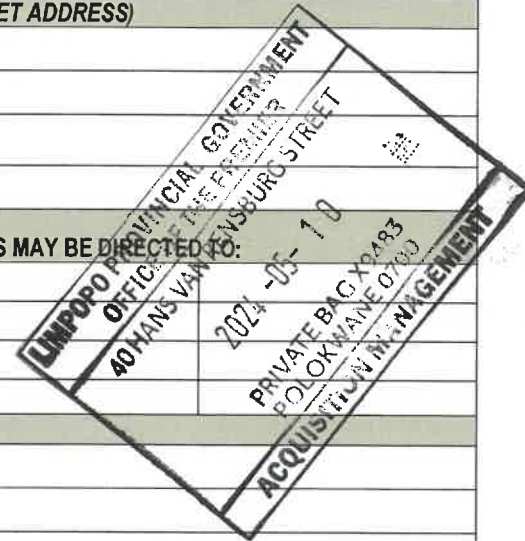 ET ADDRESS)
S MAY BE DIRECTED TO:
LIMPOPO PROVINCIAL GOVERNMENT
OFFICE OF THE PREMIER
40 HANS VAN RENSBURG STREET
2024 -05- 10
PRIVATE BAG X9483
POLOKWANE 0700
ACQUISITION MANAGEMENT